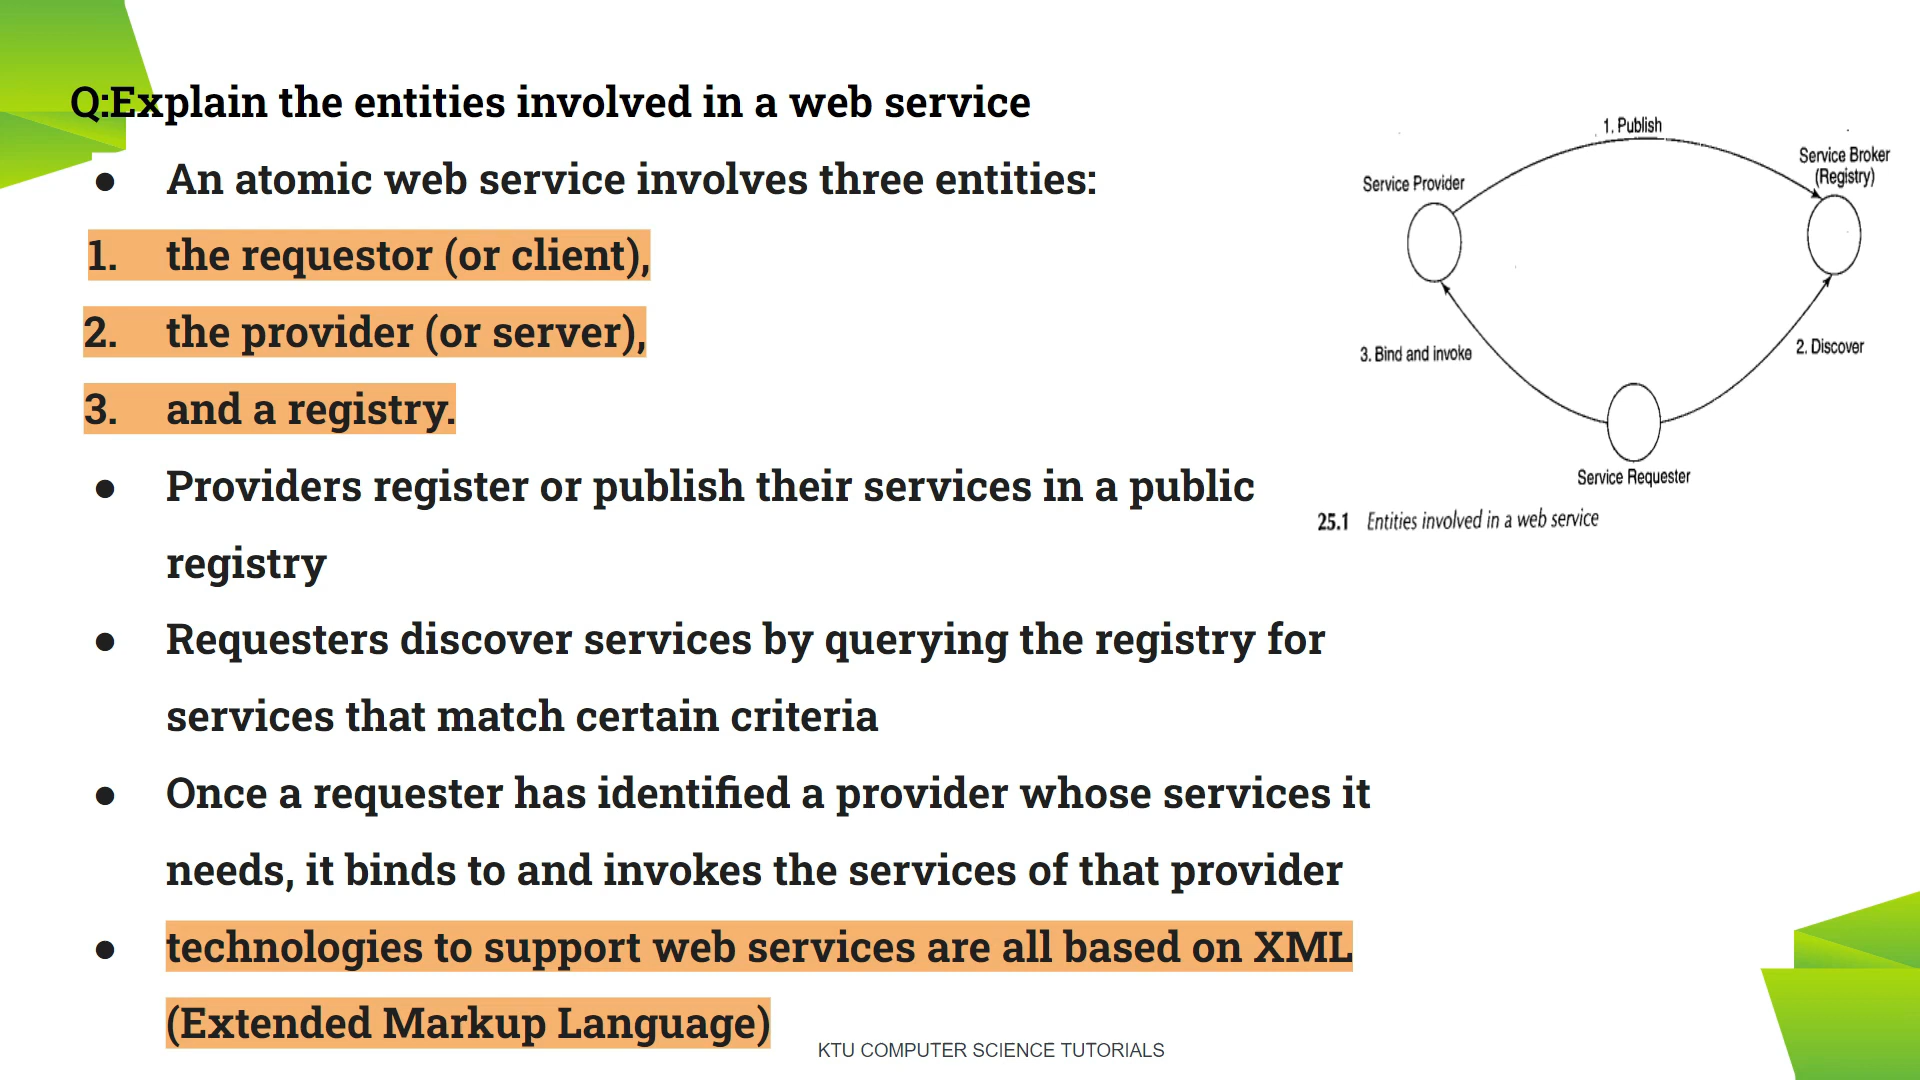 Q:Explain the entities involved in a web service
● An atomic web service involves three entities:
1. the requestor (or client),
2. the provider (or server),
3. and a registry.
● Providers register or publish their services in a public
registry
● Requesters discover services by querying the registry for
services that match certain criteria
● Once a requester has identified a provider whose services it
needs, it binds to and invokes the services of that provider
● technologies to support web services are all based on XML
(Extended Markup Language)
1. Publish
Service Provider
Service Broker
(Registry)
3. Bind and invoke
2. Discover
Service Requester
25.1 Entities involved in a web service
KTU COMPUTER SCIENCE TUTORIALS